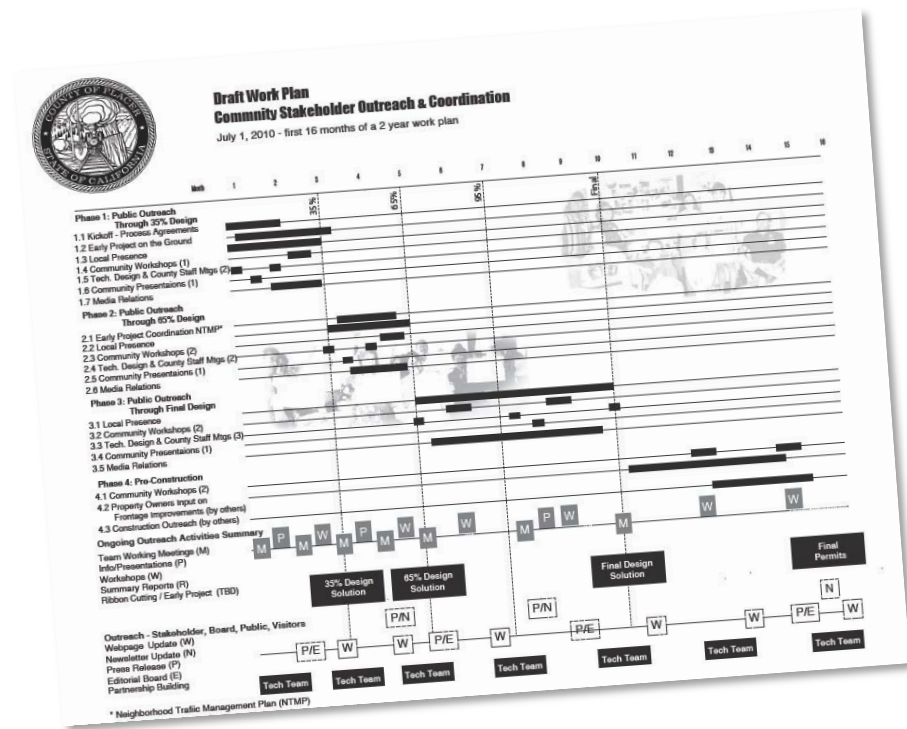 COUNTY OF PLACER
STATE OF CALIFORNIA
Draft Work Plan
Commnity Stakeholder Outreach & Coordination
July 1, 2010 - first 16 months of a 2 year work plan
Month 1 2 3 4 5 6 7 8 9 10 11 12 13 14 15 16
35% 65% 95% Final
Phase 1: Public Outreach
Through 35% Design
1.1 Kickoff - Process Agreements
1.2 Early Project on the Ground
1.3 Local Presence
1.4 Community Workshops (1)
1.5 Tech. Design & County Staff Mtgs (2)
1.6 Community Presentaions (1)
1.7 Media Relations
Phase 2: Public Outreach
Through 65% Design
2.1 Early Project Coordination NTMP*
2.2 Local Presence
2.3 Community Workshops (2)
2.4 Tech. Design & County Staff Mtgs (2)
2.5 Community Presentaions (1)
2.6 Media Relations
Phase 3: Public Outreach
Through Final Design
3.1 Local Presence
3.2 Community Workshops (2)
3.3 Tech. Design & County Staff Mtgs (3)
3.4 Community Presentaions (1)
3.5 Media Relations
Phase 4: Pre-Construction
4.1 Community Workshops (2)
4.2 Property Owners Input on
Frontage Improvements (by others)
4.3 Construction Outreach (by others)
Ongoing Outreach Activities Summary
M P M W M P M W M W M P W M W W
Team Working Meetings (M)
Info/Presentations (P)
Workshops (W)
Summary Reports (R)
Ribbon Cutting / Early Project (TBD)
35% Design
Solution
65% Design
Solution
Final Design
Solution
Final
Permits
Outreach - Stakeholder, Board, Public, Visitors
Webpage Update (W)
Newsletter Update (N)
Press Release (P)
Editorial Board (E)
Partnership Building
P/N P/N N
P/E W W P/E W P/E W W P/E W
Tech Team Tech Team Tech Team Tech Team Tech Team Tech Team Tech Team
* Neighborhood Traffic Management Plan (NTMP)